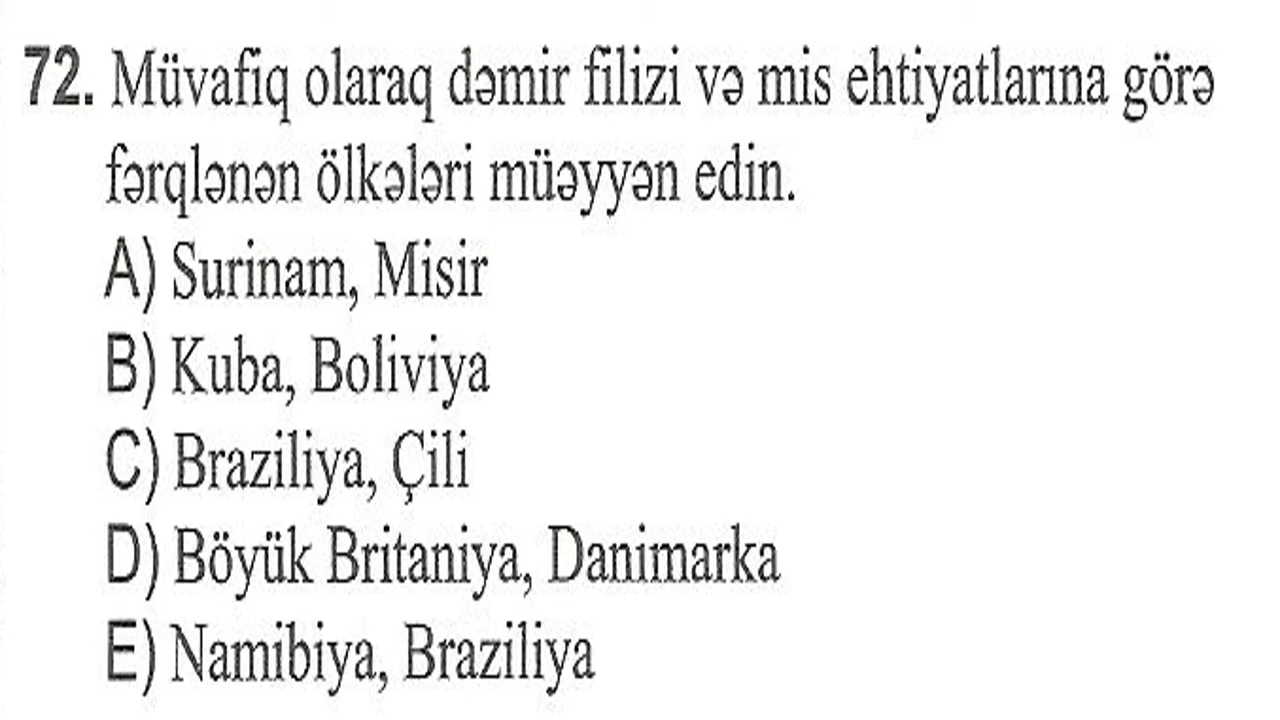 72. Müvafiq olaraq dəmir filizi və mis ehtiyatlarına görə
fərqlənən ölkələri müəyyən edin.
A) Surinam, Misir
B) Kuba, Boliviya
C) Braziliya, Çili
D) Böyük Britaniya, Danimarka
E) Namibiya, Braziliya